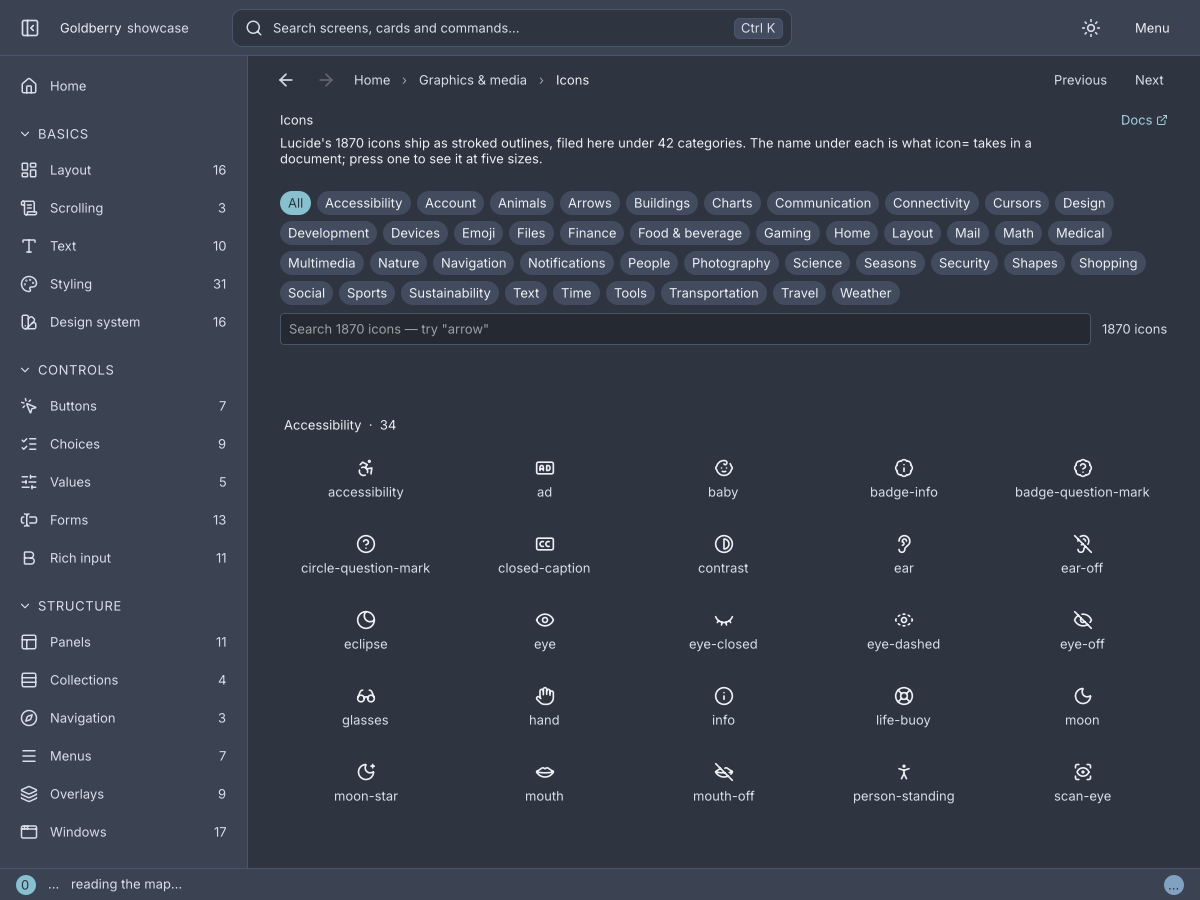 Goldberry showcase
Search screens, cards and commands...
Ctrl K
Menu
Home
BASICS
Layout 16
Scrolling 3
Text 10
Styling 31
Design system 16
CONTROLS
Buttons 7
Choices 9
Values 5
Forms 13
Rich input 11
STRUCTURE
Panels 11
Collections 4
Navigation 3
Menus 7
Overlays 9
Windows 17
Home › Graphics & media › Icons
Previous Next
Icons
Docs
Lucide's 1870 icons ship as stroked outlines, filed here under 42 categories. The name under each is what icon= takes in a
document; press one to see it at five sizes.
All Accessibility Account Animals Arrows Buildings Charts Communication Connectivity Cursors Design
Development Devices Emoji Files Finance Food & beverage Gaming Home Layout Mail Math Medical
Multimedia Nature Navigation Notifications People Photography Science Seasons Security Shapes Shopping
Social Sports Sustainability Text Time Tools Transportation Travel Weather
Search 1870 icons — try "arrow"
1870 icons
Accessibility · 34
accessibility ad baby badge-info badge-question-mark
circle-question-mark closed-caption contrast ear ear-off
eclipse eye eye-closed eye-dashed eye-off
glasses hand info life-buoy moon
moon-star mouth mouth-off person-standing scan-eye
0 ... reading the map...
...